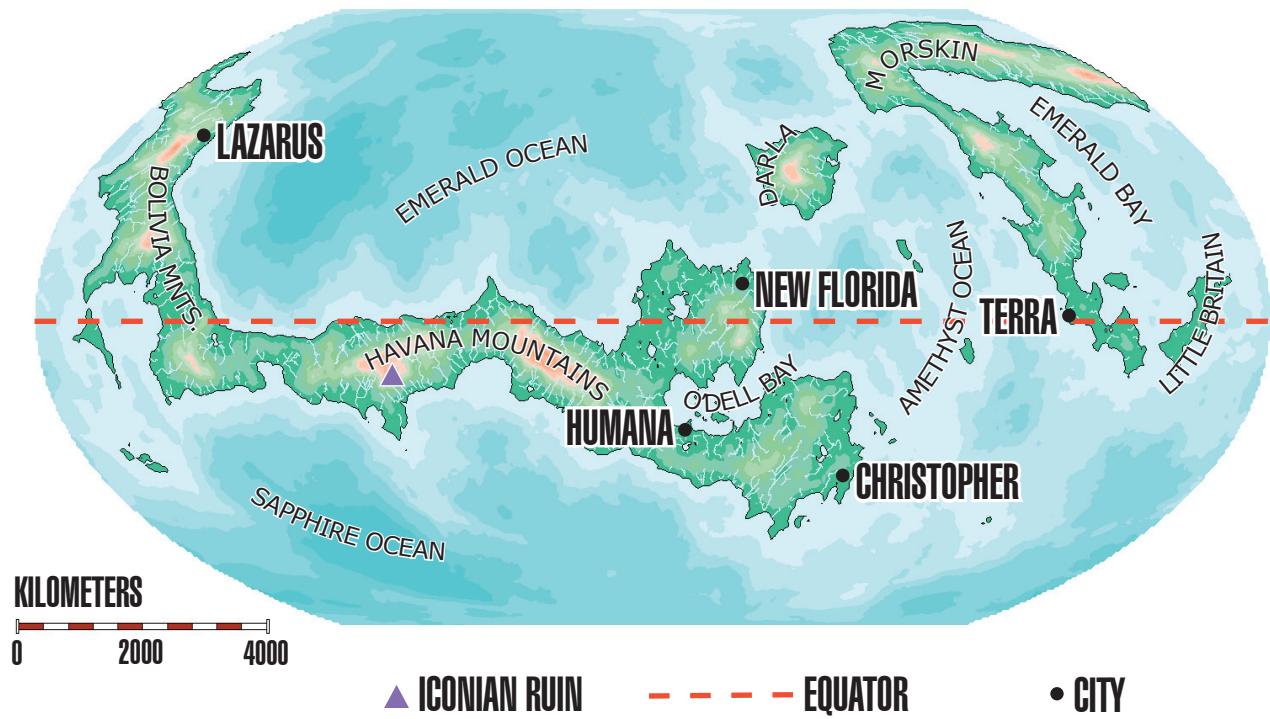 MORSKIN
EMERALD BAY
LAZARUS
DARLA
EMERALD OCEAN
BOLIVIA MNTS.
LITTLE BRITAIN
NEW FLORIDA
AMETHYST OCEAN
TERRA
HAVANA MOUNTAINS
O'DELL BAY
HUMANA
CHRISTOPHER
SAPPHIRE OCEAN
KILOMETERS
0 2000 4000
ICONIAN RUIN EQUATOR CITY